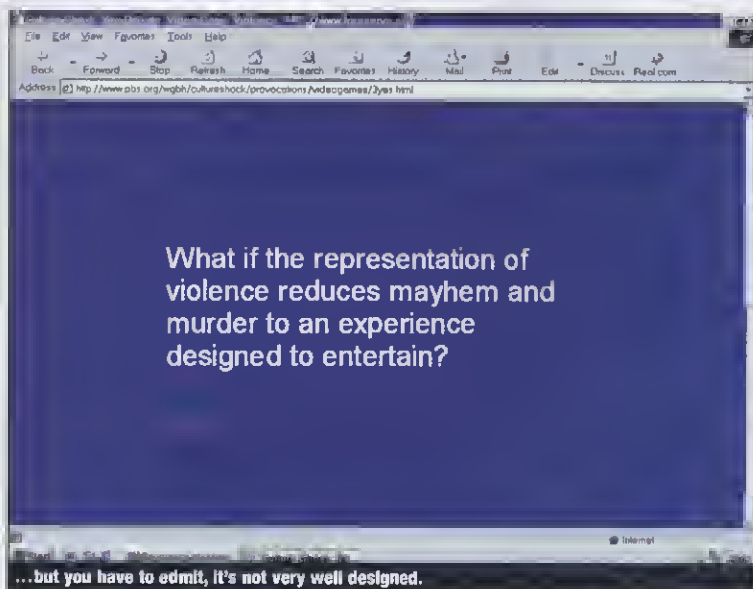 File Edit View Favorites Tools Help
Back Forward Stop Refresh Home Search Favorites History Mail Print Edit Discuss Real.com
Address http://www.pbs.org/wgbh/cultureshock/provocations/videogames/3yes.html
What if the representation of
violence reduces mayhem and
murder to an experience
designed to entertain?
Internet
Start
...but you have to admit, it's not very well designed.